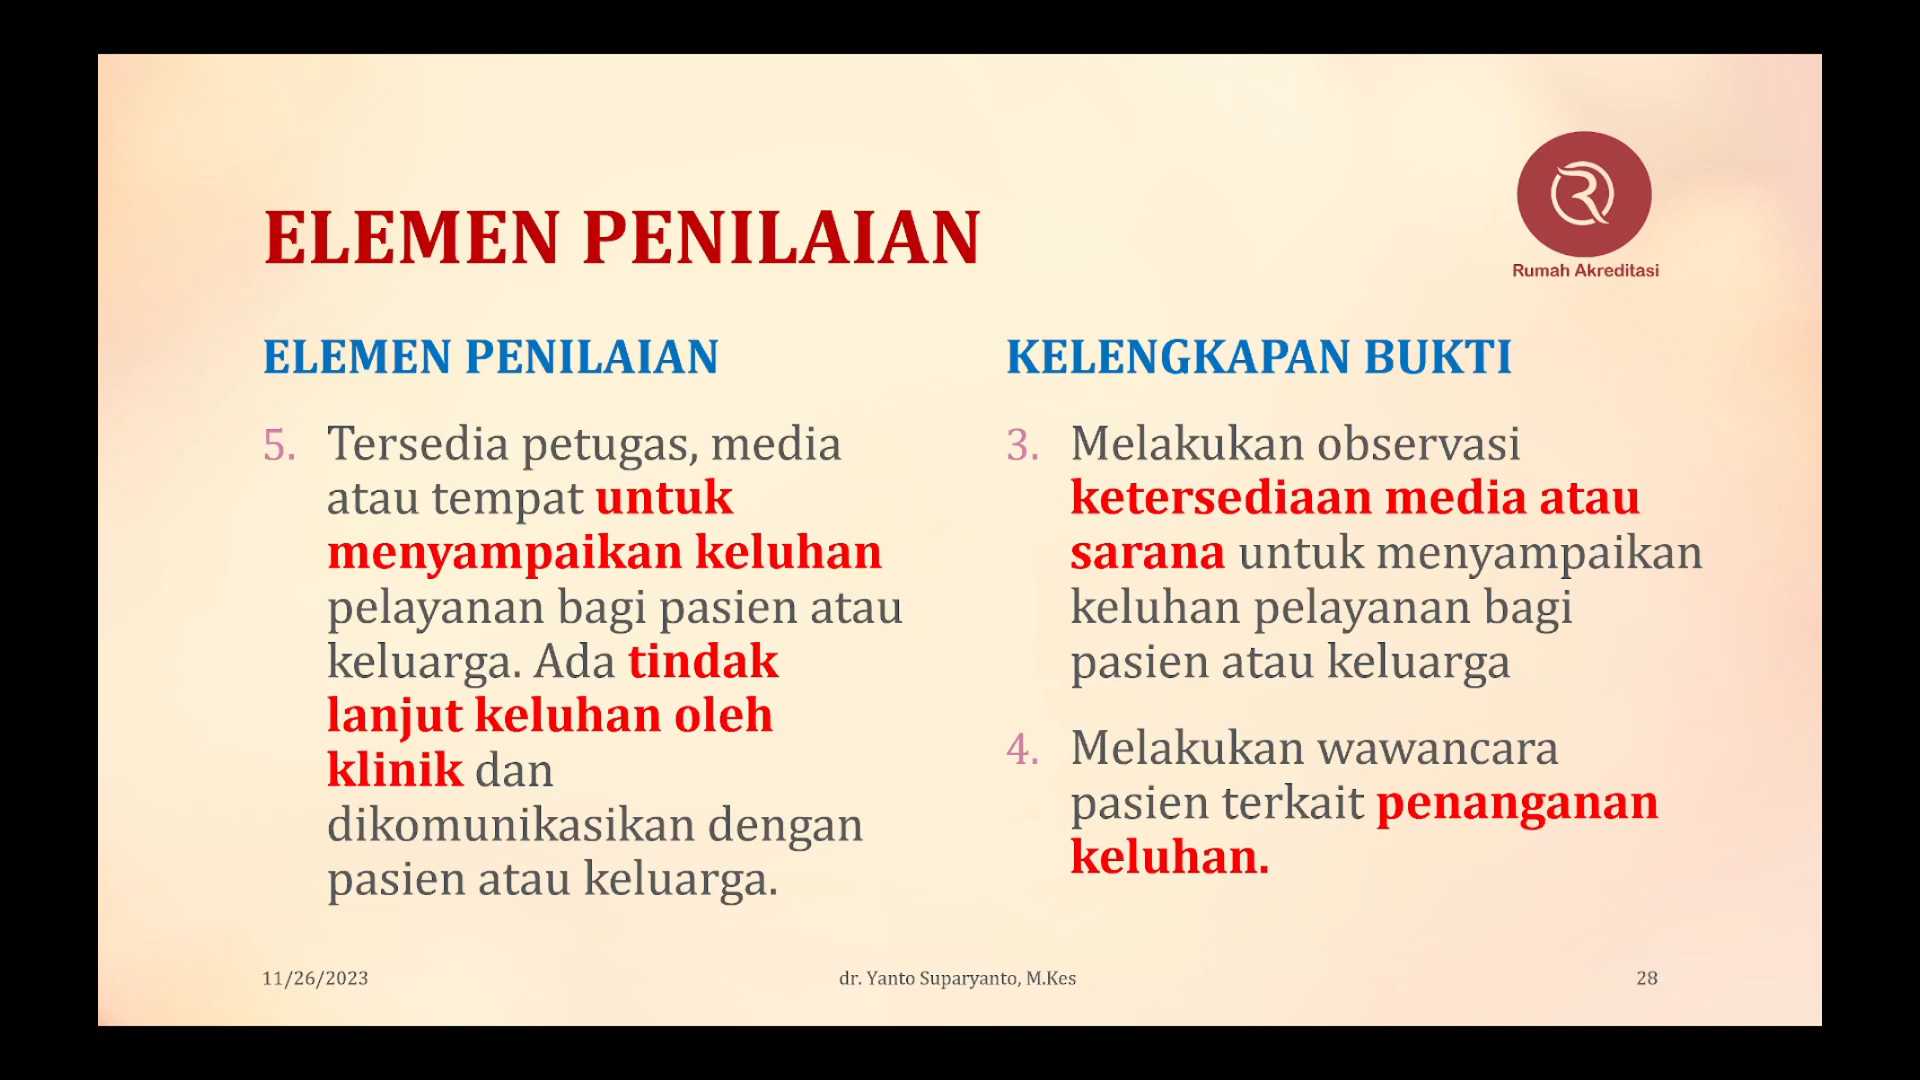 ELEMEN PENILAIAN
Rumah Akreditasi
ELEMEN PENILAIAN
5. Tersedia petugas, media
atau tempat untuk
menyampaikan keluhan
pelayanan bagi pasien atau
keluarga. Ada tindak
lanjut keluhan oleh
klinik dan
dikomunikasikan dengan
pasien atau keluarga.
KELENGKAPAN BUKTI
3. Melakukan observasi
ketersediaan media atau
sarana untuk menyampaikan
keluhan pelayanan bagi
pasien atau keluarga
4. Melakukan wawancara
pasien terkait penanganan
keluhan.
11/26/2023
dr. Yanto Suparyanto, M.Kes
28